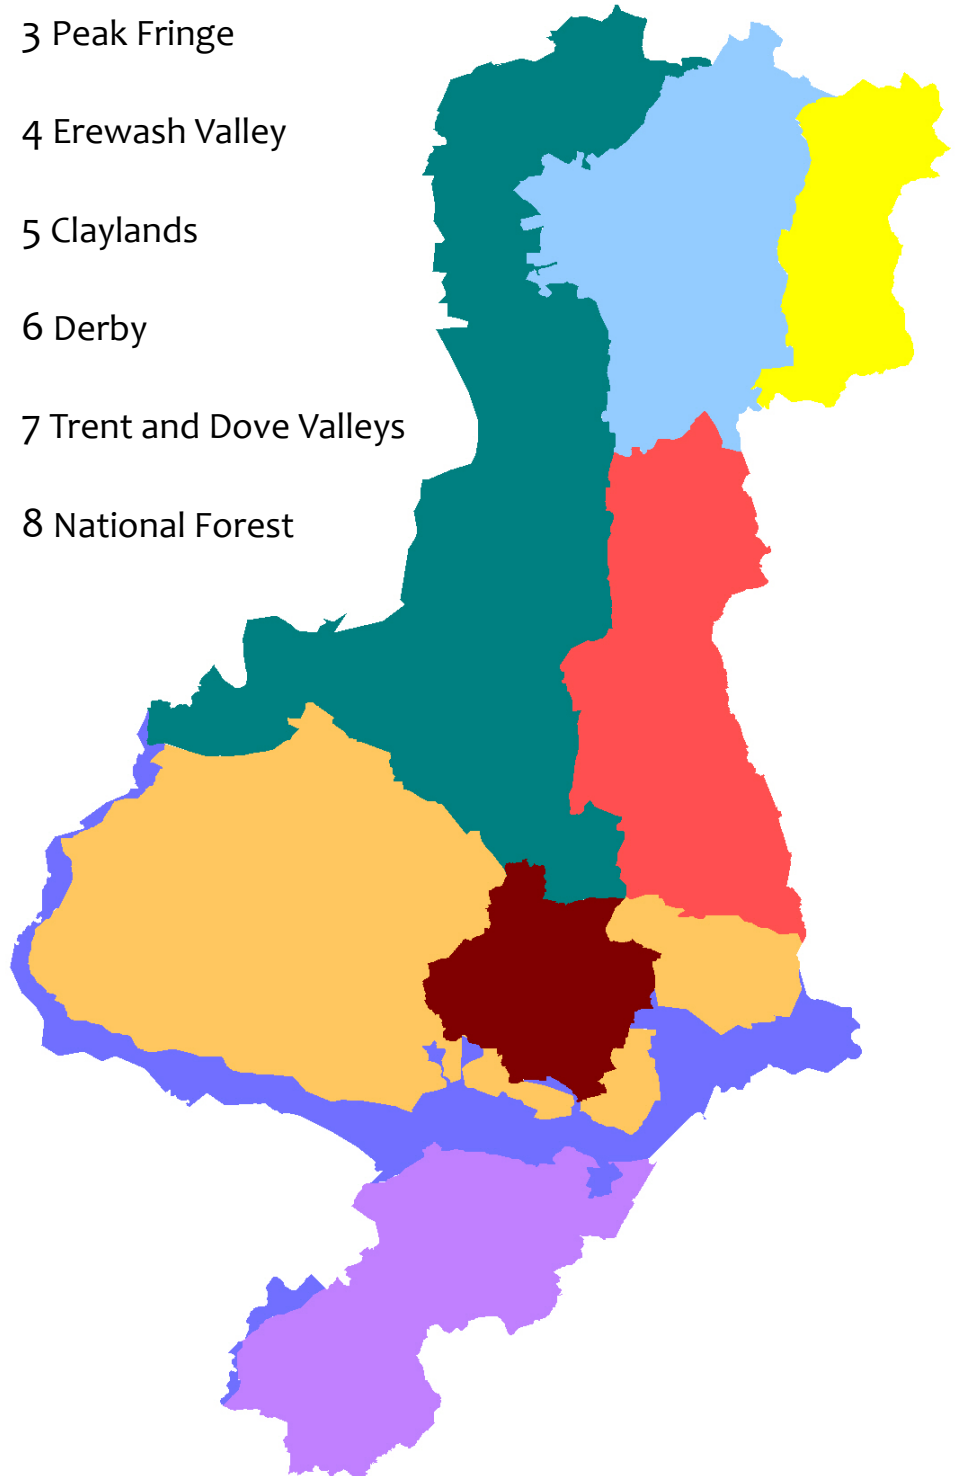 3 Peak Fringe
4 Erewash Valley
5 Claylands
6 Derby
7 Trent and Dove Valleys
8 National Forest